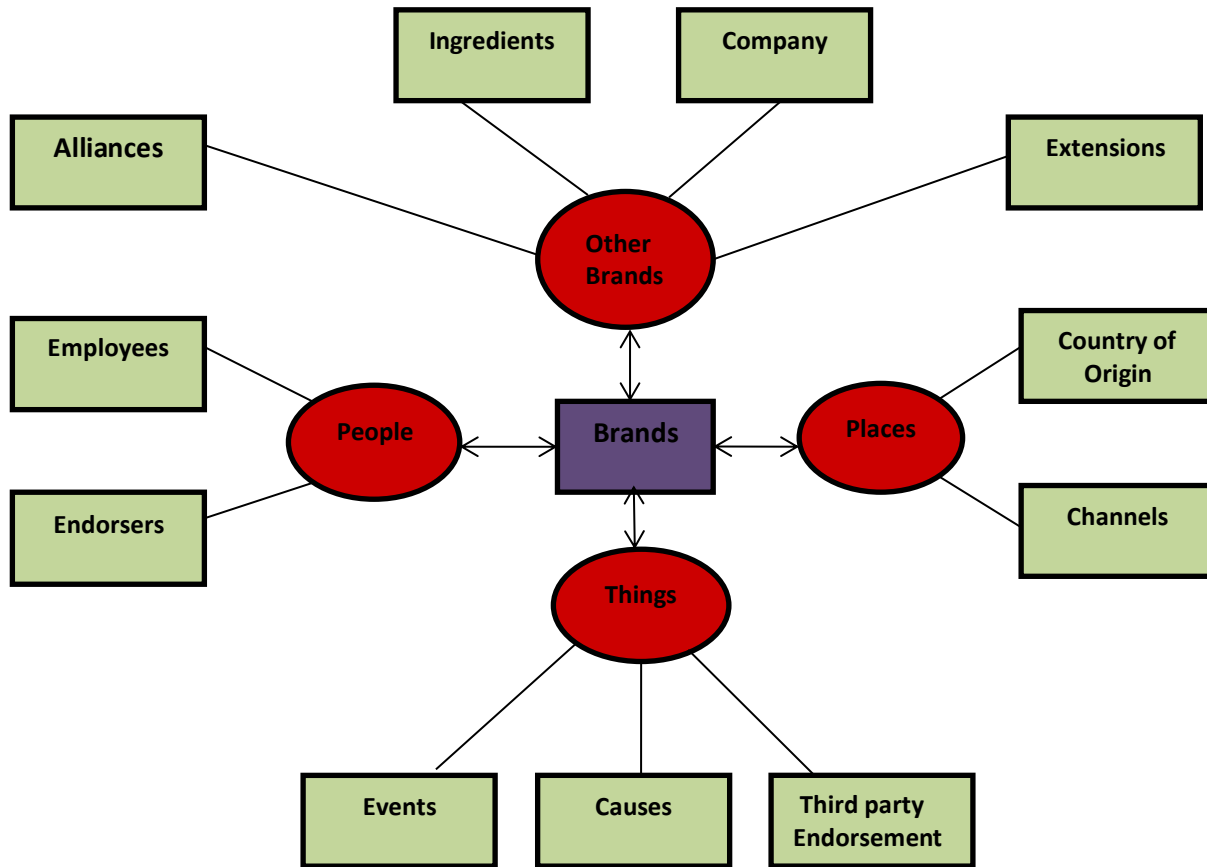 Ingredients
Company
Alliances
Extensions
Other
Brands
Employees
Country of
Origin
People
Brands
Places
Endorsers
Channels
Things
Events
Causes
Third party
Endorsement